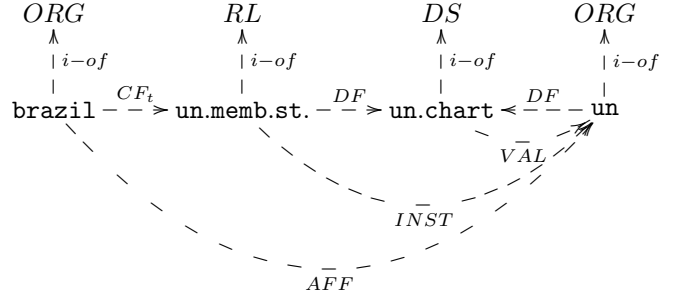 ORG RL DS ORG
i−of i−of i−of i−of
brazil CF_t un.memb.st. DF un.chart DF un
VAL
INST
AFF